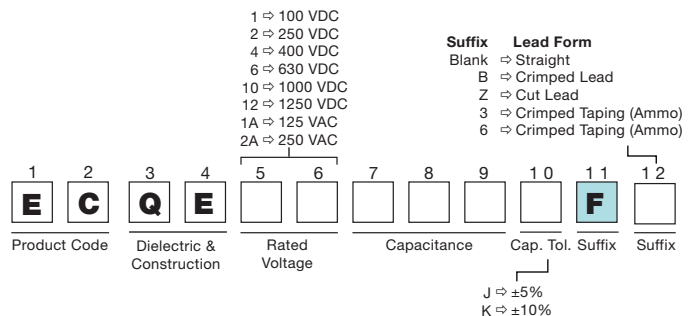 1 ⇨ 100 VDC
2 ⇨ 250 VDC
4 ⇨ 400 VDC
6 ⇨ 630 VDC
10 ⇨ 1000 VDC
12 ⇨ 1250 VDC
1A ⇨ 125 VAC
2A ⇨ 250 VAC
Suffix Lead Form
Blank ⇨ Straight
B ⇨ Crimped Lead
Z ⇨ Cut Lead
3 ⇨ Crimped Taping (Ammo)
6 ⇨ Crimped Taping (Ammo)
1 2 3 4 5 6 7 8 9 10 11 12
E C Q E F
Product Code
Dielectric &
Construction
Rated
Voltage
Capacitance
Cap. Tol.
Suffix
Suffix
J ⇨ ±5%
K ⇨ ±10%